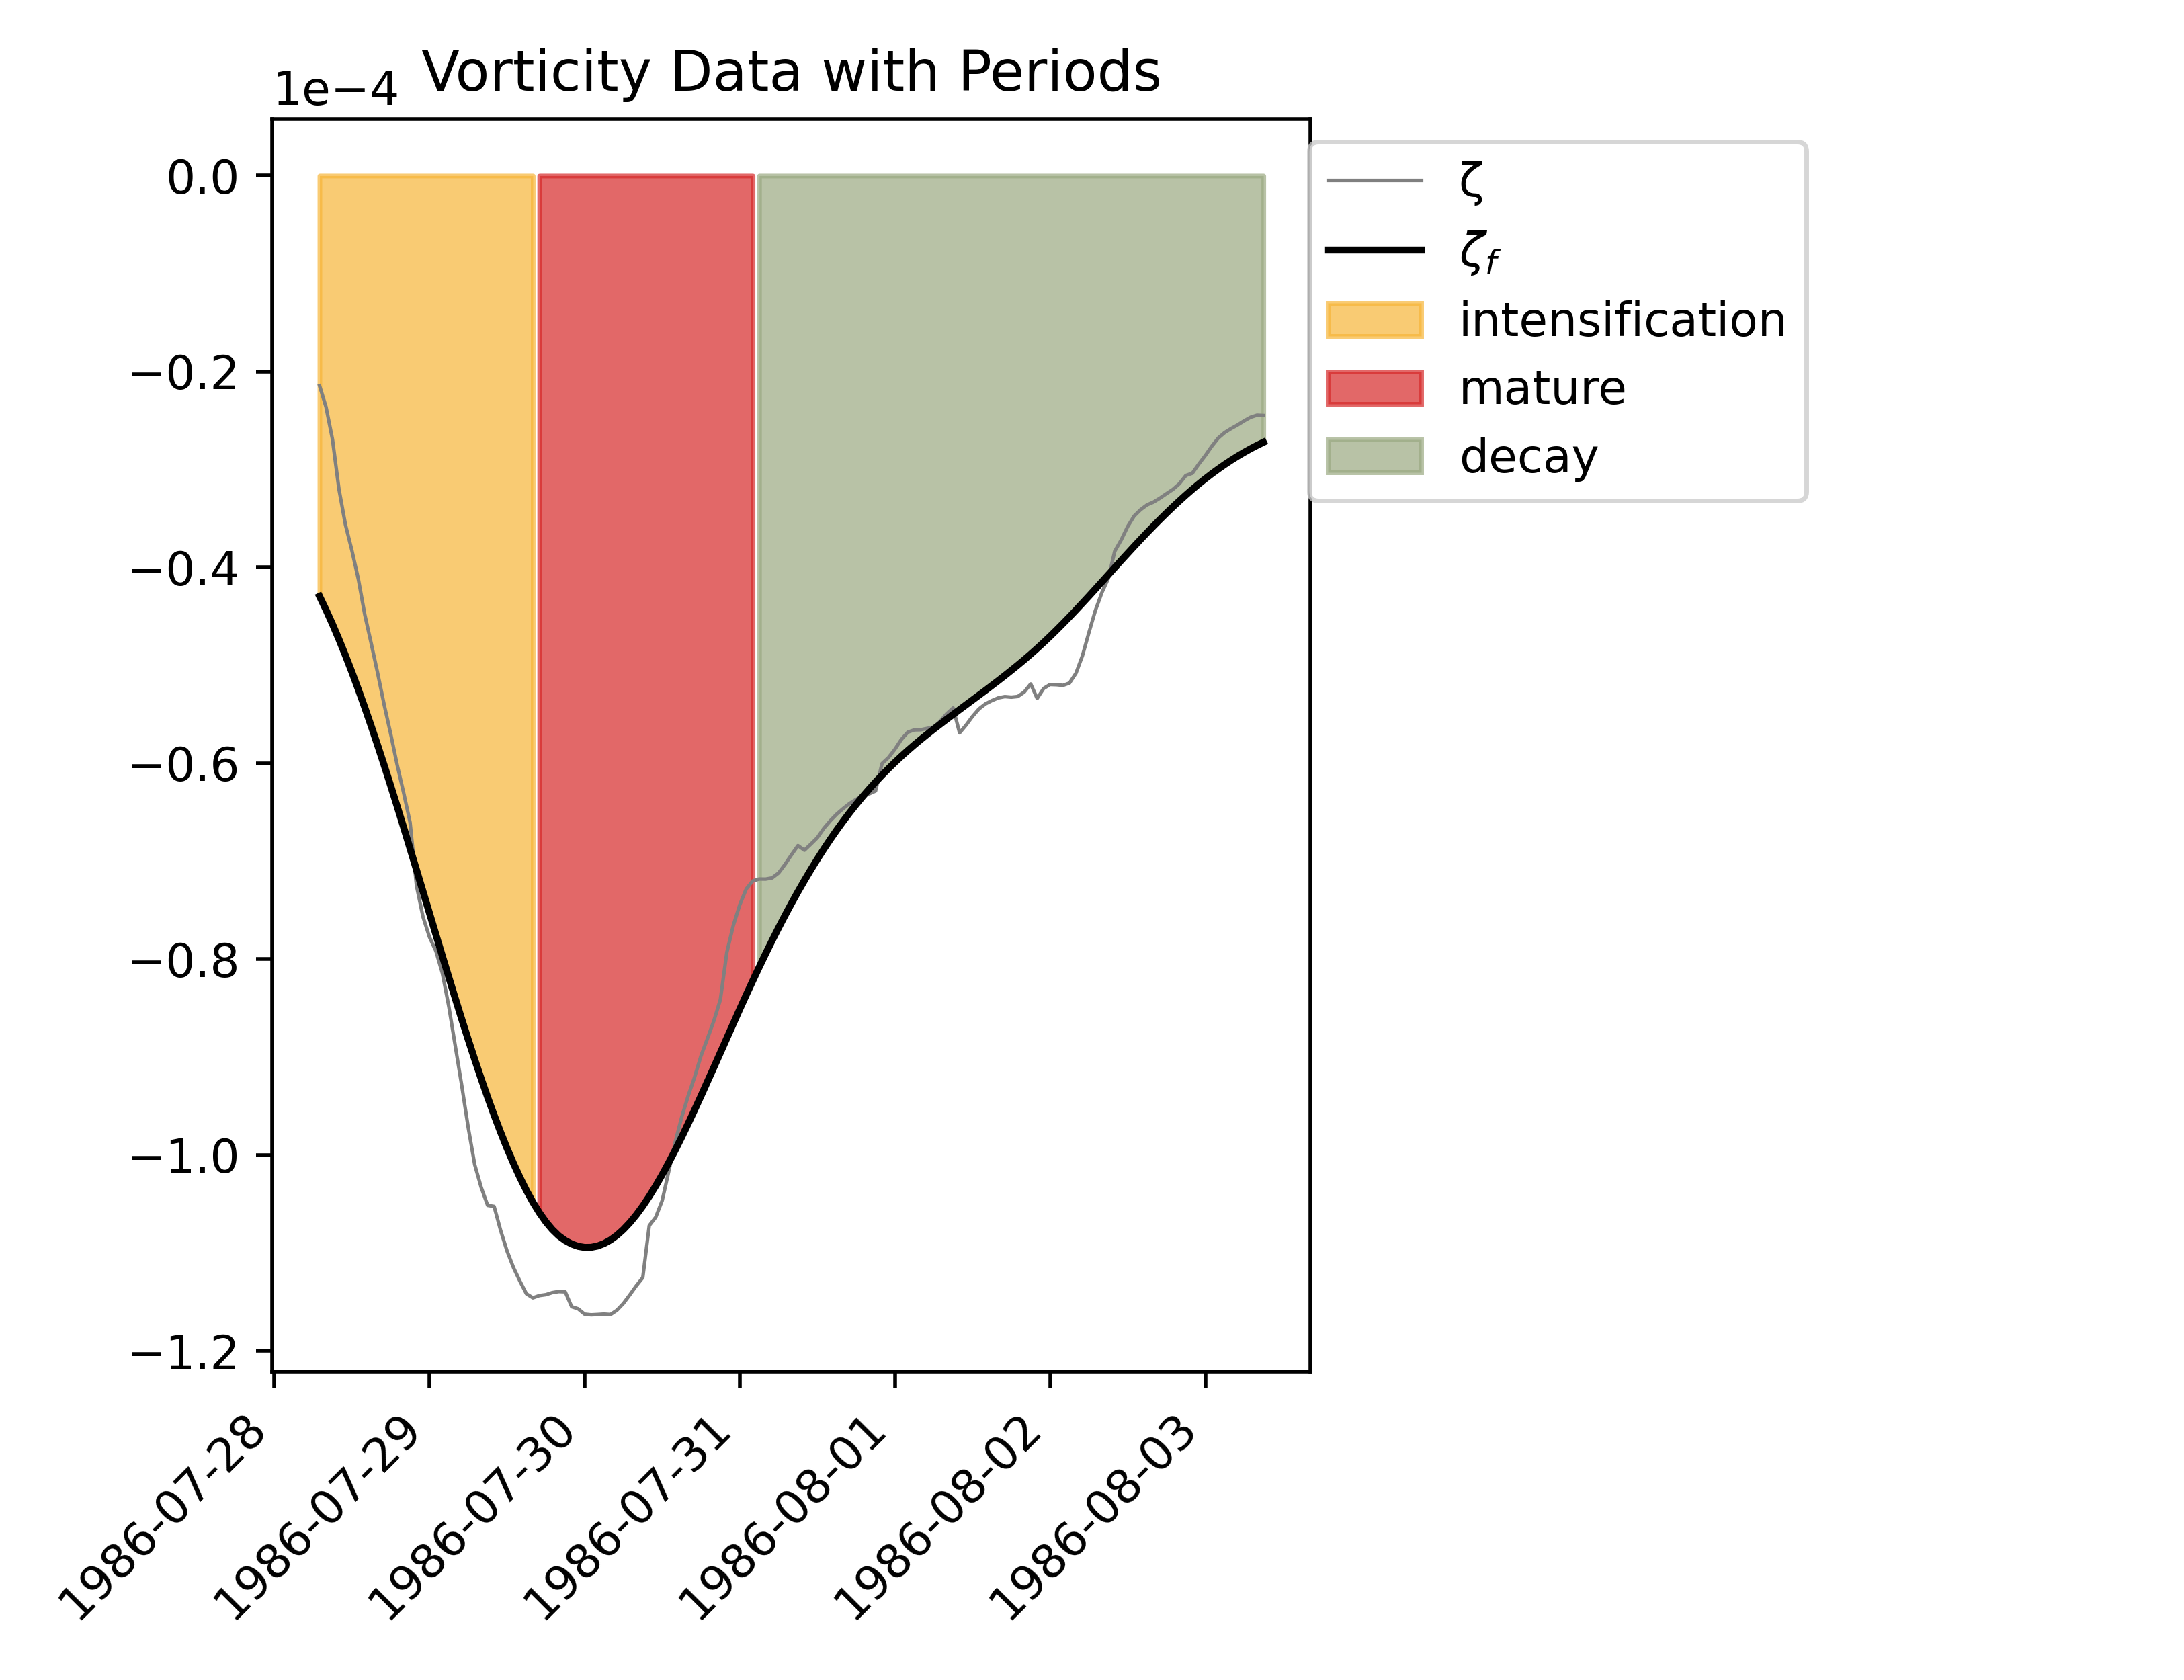 Vorticity Data with Periods
1e−4
0.0
−0.2
−0.4
−0.6
−0.8
−1.0
−1.2
1986-07-28
1986-07-29
1986-07-30
1986-07-31
1986-08-01
1986-08-02
1986-08-03
ζ
ζf
intensification
mature
decay